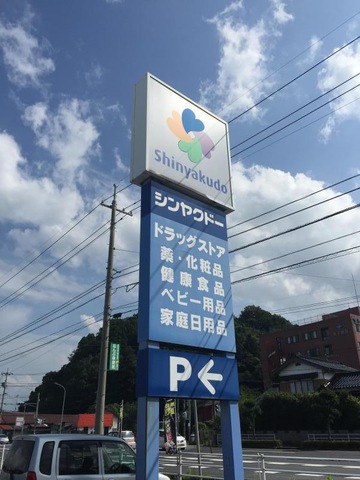 Shinyakudo
シンヤクドー
ドラッグストア
薬・化粧品
健康食品
ベビー用品
家庭日用品
P←